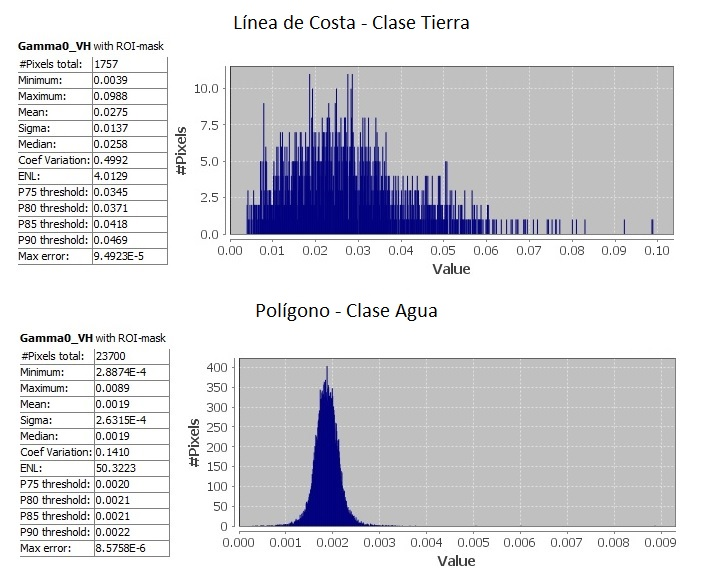 Línea de Costa - Clase Tierra
Gamma0_VH with ROI-mask
#Pixels total: 1757
Minimum: 0.0039
Maximum: 0.0988
Mean: 0.0275
Sigma: 0.0137
Median: 0.0258
Coef Variation: 0.4992
ENL: 4.0129
P75 threshold: 0.0345
P80 threshold: 0.0371
P85 threshold: 0.0418
P90 threshold: 0.0469
Max error: 9.4923E-5
#Pixels
10.0
7.5
5.0
2.5
0.0
0.00 0.01 0.02 0.03 0.04 0.05 0.06 0.07 0.08 0.09 0.10
Value
Polígono - Clase Agua
Gamma0_VH with ROI-mask
#Pixels total: 23700
Minimum: 2.8874E-4
Maximum: 0.0089
Mean: 0.0019
Sigma: 2.6315E-4
Median: 0.0019
Coef Variation: 0.1410
ENL: 50.3223
P75 threshold: 0.0020
P80 threshold: 0.0021
P85 threshold: 0.0021
P90 threshold: 0.0022
Max error: 8.5758E-6
#Pixels
400
350
300
250
200
150
100
50
0
0.000 0.001 0.002 0.003 0.004 0.005 0.006 0.007 0.008 0.009
Value